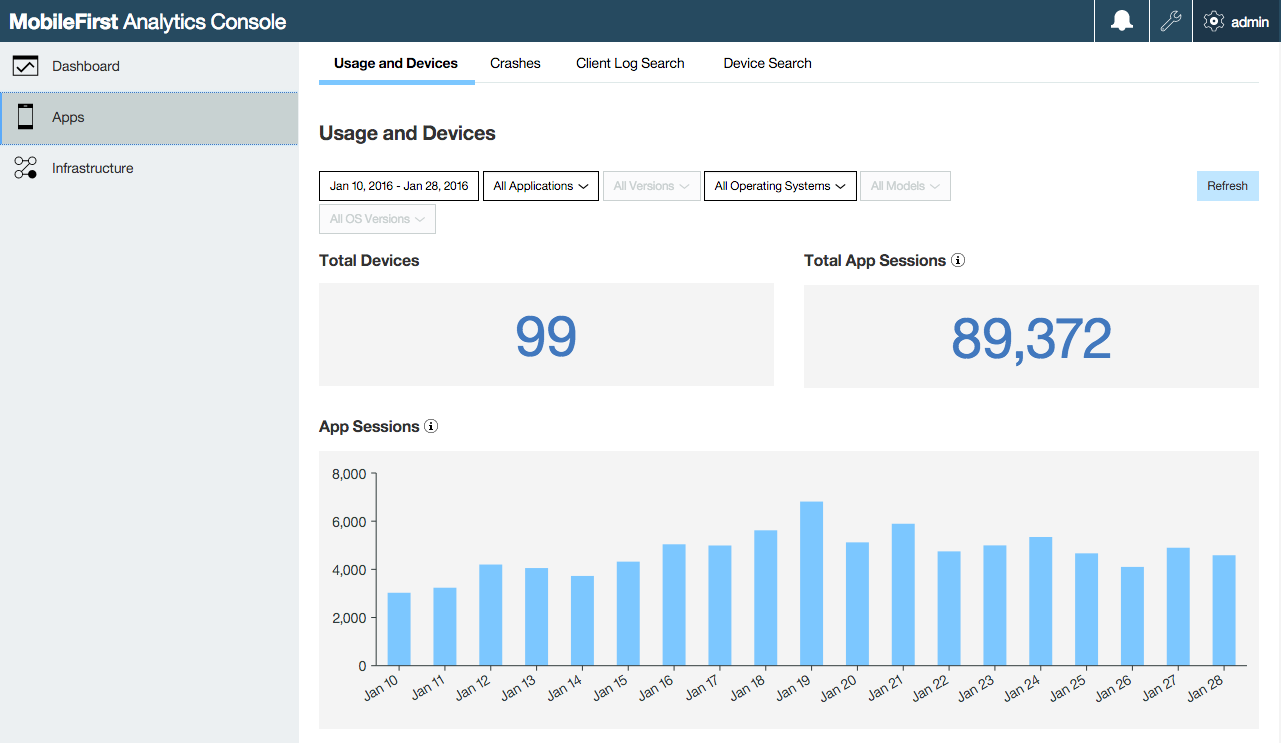 MobileFirst Analytics Console
admin
Dashboard
Apps
Infrastructure
Usage and Devices Crashes Client Log Search Device Search
Usage and Devices
Jan 10, 2016 - Jan 28, 2016 All Applications All Versions All Operating Systems All Models Refresh
All OS Versions
Total Devices Total App Sessions
99 89,372
App Sessions
8,000
6,000
4,000
2,000
0
Jan 10 Jan 11 Jan 12 Jan 13 Jan 14 Jan 15 Jan 16 Jan 17 Jan 18 Jan 19 Jan 20 Jan 21 Jan 22 Jan 23 Jan 24 Jan 25 Jan 26 Jan 27 Jan 28